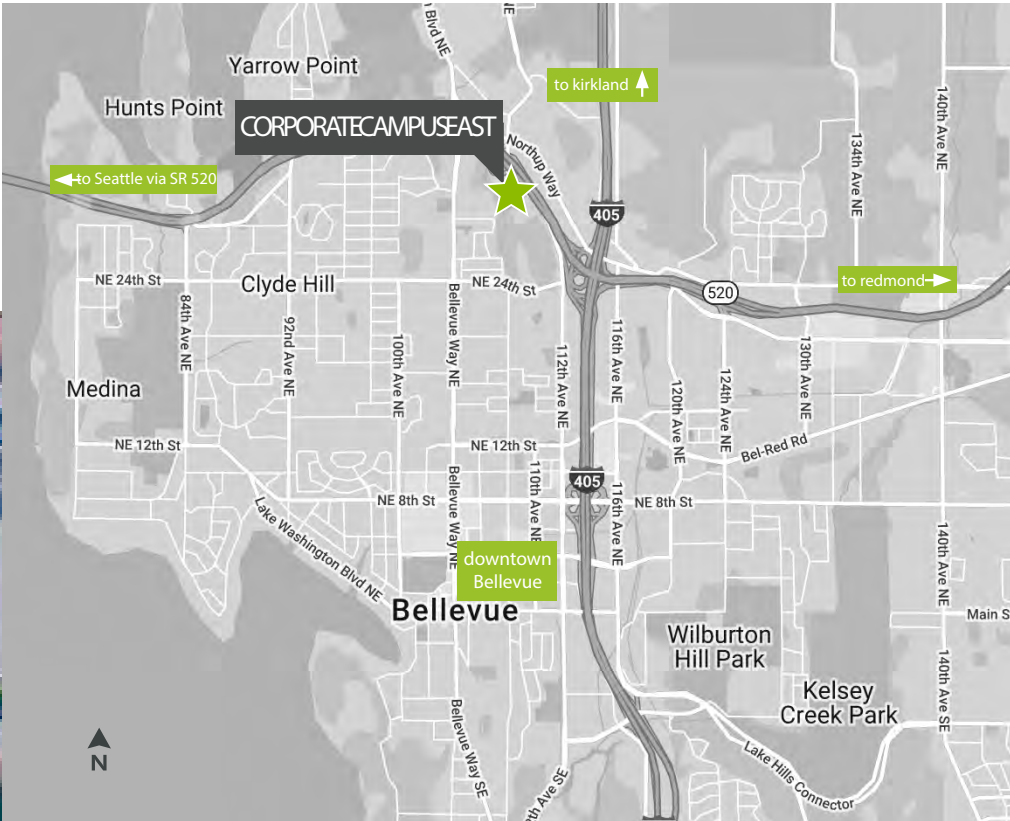 Blvd NE
NE
Yarrow Point
to kirkland
Hunts Point
140th Ave NE
CORPORATECAMPUSEAST
Northup Way
134th Ave NE
to Seattle via SR 520
405
NE 24th St
Clyde Hill
NE 24th St
520
to redmond
84th Ave NE
92nd Ave NE
100th Ave NE
Bellevue Way NE
112th Ave NE
116th Ave NE
120th Ave NE
124th Ave NE
130th Ave NE
Medina
NE 12th St
NE 12th St
Bel-Red Rd
405
NE 8th St
NE 8th St
Lake Washington Blvd NE
Bellevue Way NE
110th Ave NE
116th Ave NE
140th Ave NE
downtown
Bellevue
Bellevue
Main S
Wilburton
Hill Park
Kelsey
Creek Park
140th Ave SE
Bellevue Way SE
th Ave SE
Lake Hills Connector
N